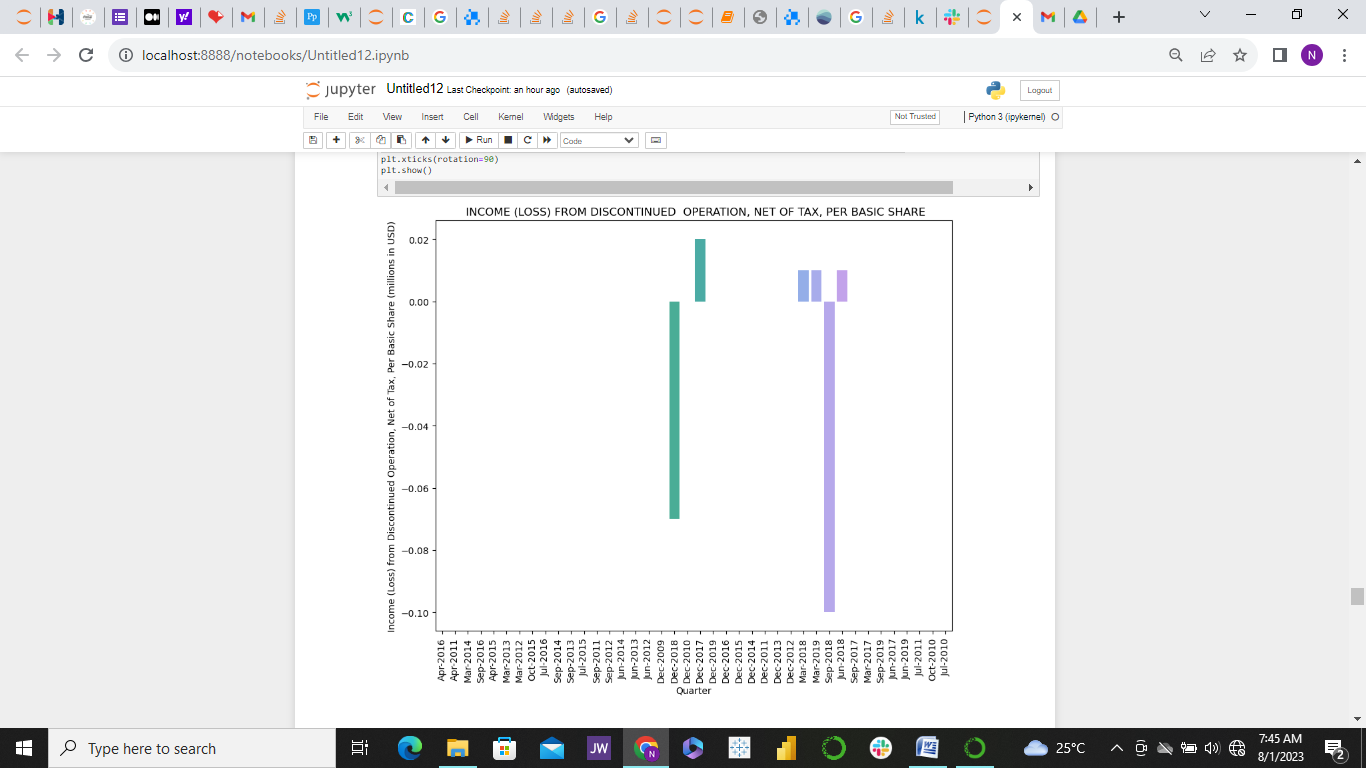 localhost:8888/notebooks/Untitled12.ipynb
N
jupyter Untitled12 Last Checkpoint: an hour ago (autosaved)
Logout
File Edit View Insert Cell Kernel Widgets Help
Not Trusted
Python 3 (ipykernel)
Run
Code
plt.xticks(rotation=90)
plt.show()
INCOME (LOSS) FROM DISCONTINUED  OPERATION, NET OF TAX, PER BASIC SHARE
Income (Loss) from Discontinued Operation, Net of Tax, Per Basic Share (millions in USD)
0.02
0.00
−0.02
−0.04
−0.06
−0.08
−0.10
Apr-2016
Apr-2011
Mar-2014
Sep-2016
Apr-2015
Mar-2013
Mar-2012
Oct-2015
Jul-2016
Sep-2014
Sep-2013
Jul-2015
Sep-2011
Sep-2012
Jun-2014
Jun-2013
Jun-2012
Dec-2009
Dec-2018
Dec-2010
Dec-2017
Dec-2019
Dec-2016
Dec-2015
Dec-2014
Dec-2011
Dec-2013
Dec-2012
Mar-2018
Mar-2019
Sep-2018
Jun-2018
Sep-2017
Mar-2017
Sep-2019
Jun-2017
Jun-2019
Jul-2011
Oct-2010
Jul-2010
Quarter
Type here to search
JW
N
25°C
7:45 AM
8/1/2023
2